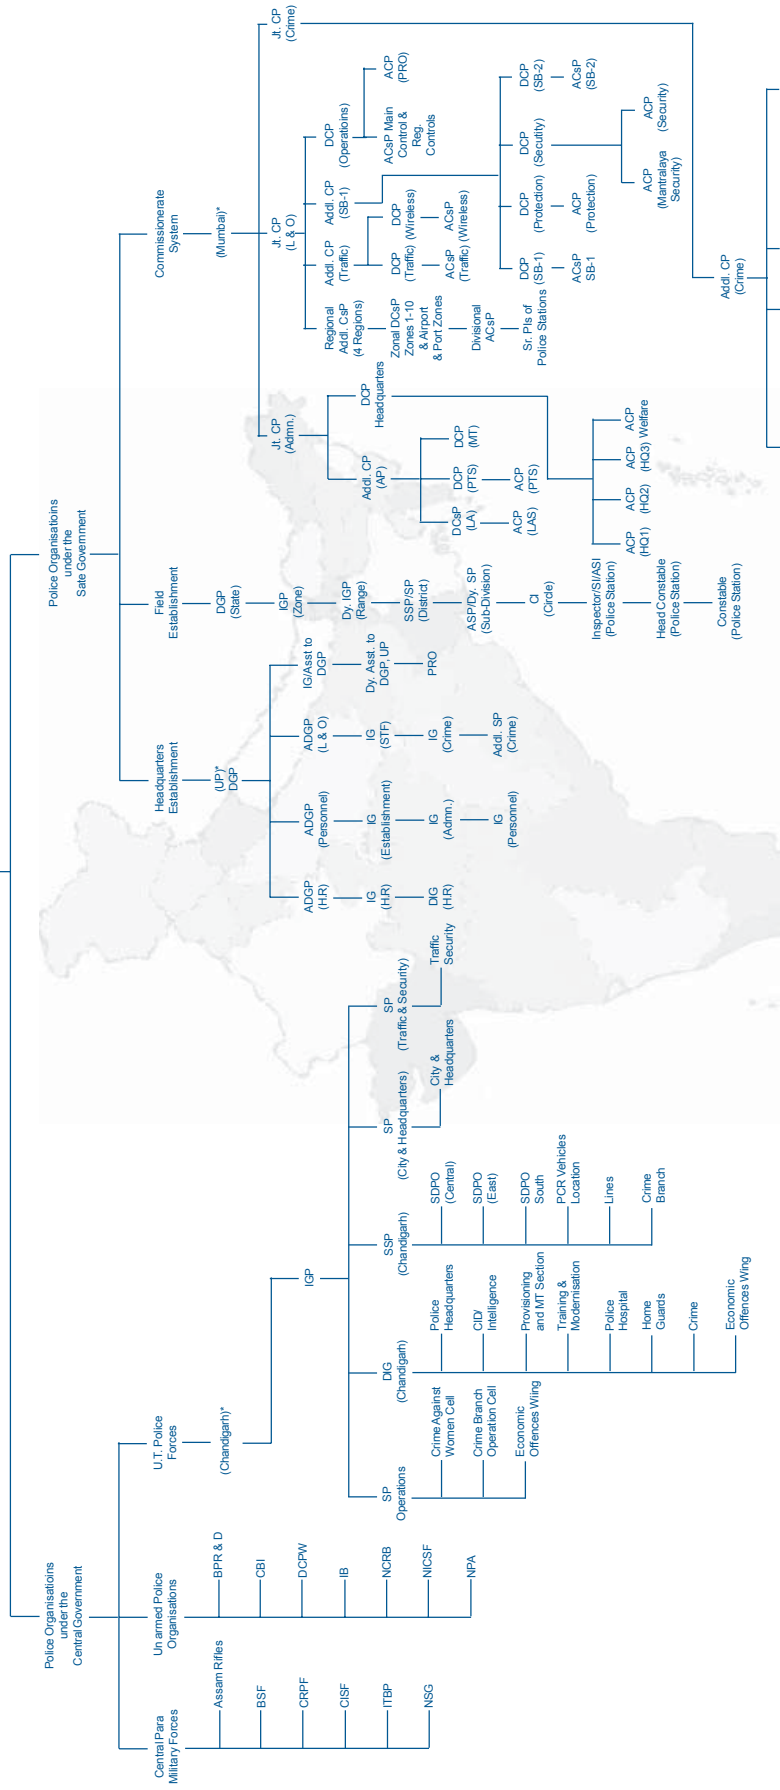 Police Organisatioins
under the
Central Government
Central Para
Military Forces
Assam Rifles
BSF
CRPF
CISF
ITBP
NSG
Un armed Police
Organisations
BPR & D
CBI
DCPW
IB
NCRB
NICSF
NPA
U.T. Police
Forces
(Chandigarh)*
IGP
SP
Operations
Crime Against
Women Cell
Crime Branch
Operation Cell
Economic
Offences Wiing
DIG
(Chandigarh)
Police
Headquarters
CID/
Intelligence
Provisioning
and MT Section
Training &
Modernisation
Police
Hospital
Home
Guards
Crime
Economic
Offences Wing
SSP
(Chandigarh)
SDPO
(Central)
SDPO
(East)
SDPO
South
PCR Vehicles
Location
Lines
Crime
Branch
SP
(City & Headquarters)
City &
Headquarters
SP
(Traffic & Security)
Traffic
Security
Police Organisatioins
under the
Sate Government
Headquarters
Establishment
(UP)*
DGP
ADGP
(H.R)
IG
(H.R)
DIG
(H.R)
ADGP
(Personnel)
IG
(Establishment)
IG
(Admn.)
IG
(Personnel)
ADGP
(L & O)
IG
(STF)
IG
(Crime)
Addl. SP
(Crime)
IG/Asst to
DGP
Dy. Asst. to
DGP, UP
PRO
Field
Establishment
DGP
(State)
IGP
(Zone)
Dy. IGP
(Range)
SSP/SP
(District)
ASP/Dy. SP
(Sub-Division)
CI
(Circle)
Inspector/SI/ASI
(Police Station)
Head Constable
(Police Station)
Constable
(Police Station)
Commissionerate
System
(Mumbai)*
Jt. CP
(Admn.)
Addl. CP
(AP)
DCsP
(LA)
ACP
(LAS)
DCP
(PTS)
ACP
(PTS)
DCP
(MT)
DCP
Headquarters
ACP
(HQ1)
ACP
(HQ2)
ACP
(HQ3)
ACP
Welfare
Jt. CP
(L & O)
Regional
Addl. CsP
(4 Regions)
Zonal DCsP
Zones 1-10
& Airport
& Port Zones
Divisional
ACsP
Sr. PIs of
Police Stations
Addl. CP
(Traffic)
DCP
(Traffic)
ACsP
(Traffic)
DCP
(Wireless)
ACsP
(Wireless)
Addl. CP
(SB-1)
DCP
(SB-1)
ACsP
SB-1
DCP
(Protection)
ACP
(Protection)
DCP
(Secutity)
ACP
(Mantralaya
Security)
ACP
(Security)
DCP
(SB-2)
ACsP
(SB-2)
DCP
(Operatioins)
ACsP Main
Control &
Reg.
Controls
ACP
(PRO)
Jt. CP
(Crime)
Addl. CP
(Crime)